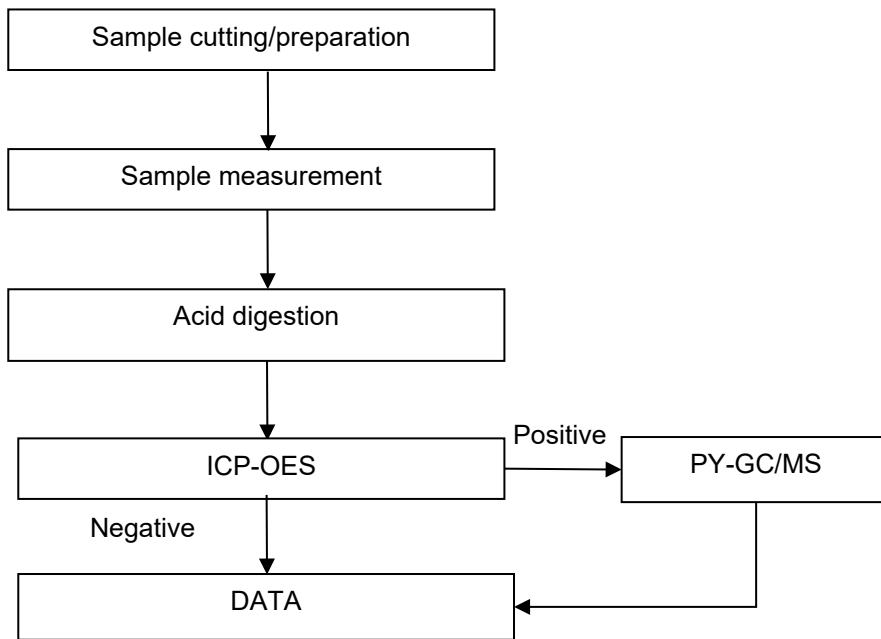 Sample cutting/preparation
Sample measurement
Acid digestion
Positive
ICP-OES
PY-GC/MS
Negative
DATA